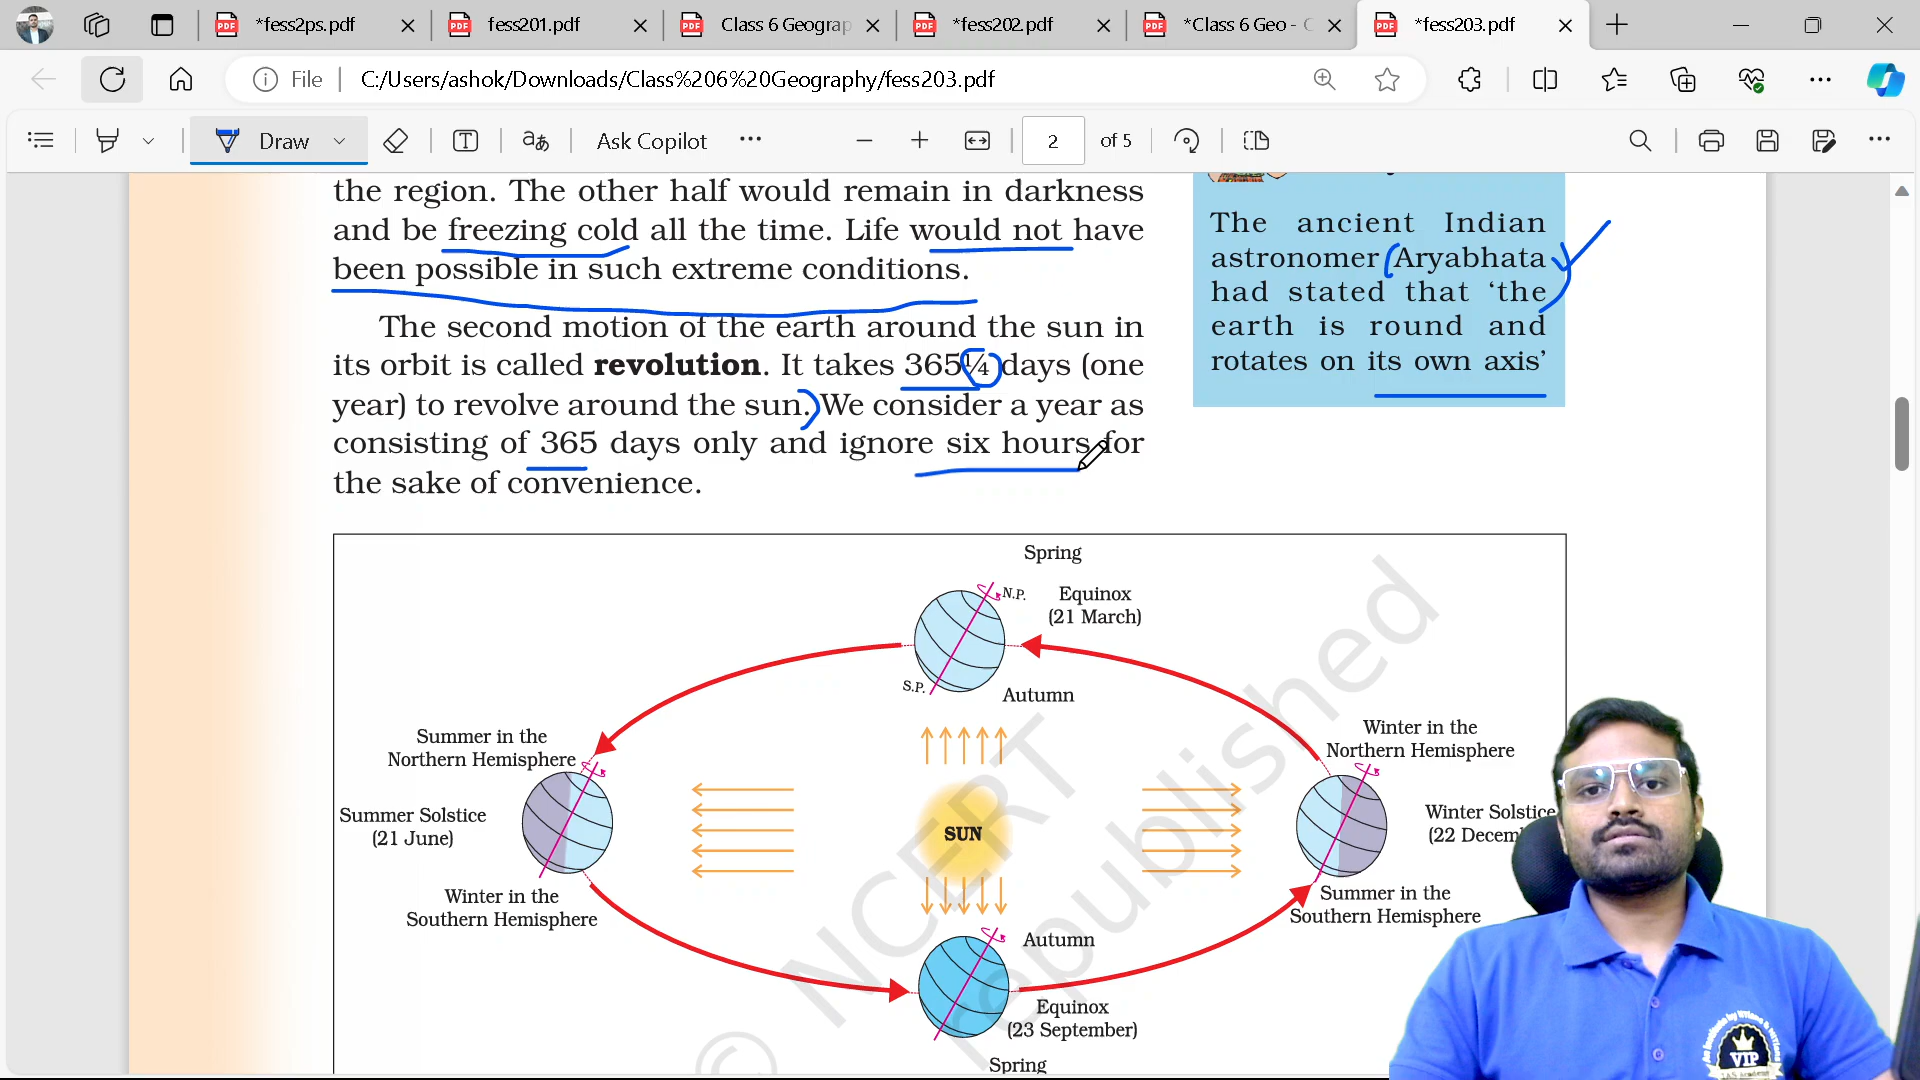 *fess2ps.pdf
fess201.pdf
Class 6 Geograp
*fess202.pdf
*Class 6 Geo -
*fess203.pdf
File
C:/Users/ashok/Downloads/Class%206%20Geography/fess203.pdf
Draw
Ask Copilot
2 of 5
the region. The other half would remain in darkness
and be freezing cold all the time. Life would not have
been possible in such extreme conditions.
The second motion of the earth around the sun in
its orbit is called revolution. It takes 365¼ days (one
year) to revolve around the sun. We consider a year as
consisting of 365 days only and ignore six hours for
the sake of convenience.
The ancient Indian
astronomer Aryabhata
had stated that ‘the
earth is round and
rotates on its own axis’
Spring
N.P.
Equinox
(21 March)
S.P.
Autumn
Summer in the
Northern Hemisphere
Summer Solstice
(21 June)
Winter in the
Southern Hemisphere
SUN
Winter in the
Northern Hemisphere
Winter Solstice
(22 Decem
Summer in the
Southern Hemisphere
Autumn
Equinox
(23 September)
Spring
© NCERT
republished
VIP